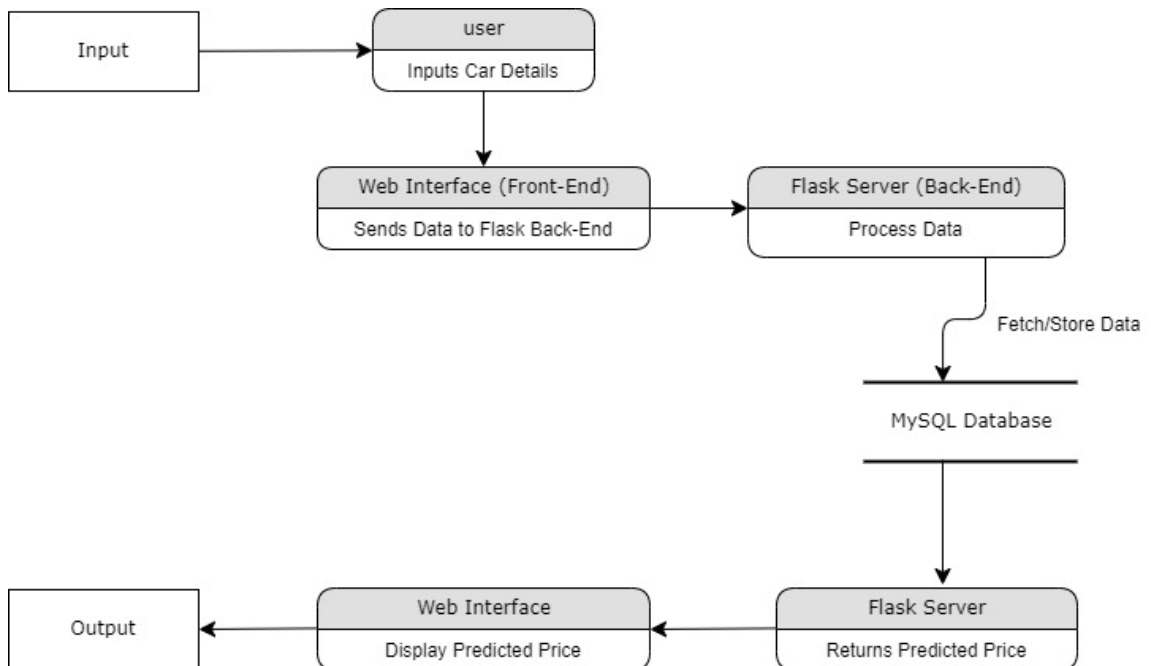 Input
user
Inputs Car Details
Web Interface (Front-End)
Sends Data to Flask Back-End
Flask Server (Back-End)
Process Data
Fetch/Store Data
MySQL Database
Output
Web Interface
Display Predicted Price
Flask Server
Returns Predicted Price